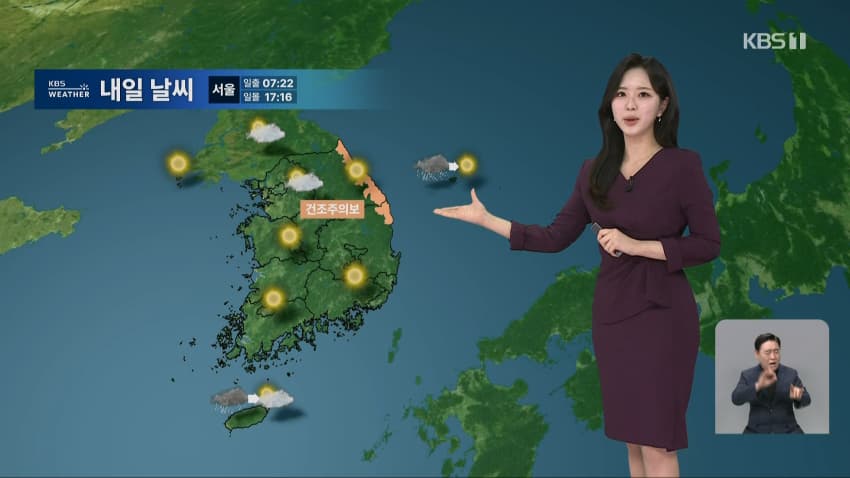 KBS 1
KBS
WEATHER
내일 날씨
서울
일출 07:22
일몰 17:16
건조주의보